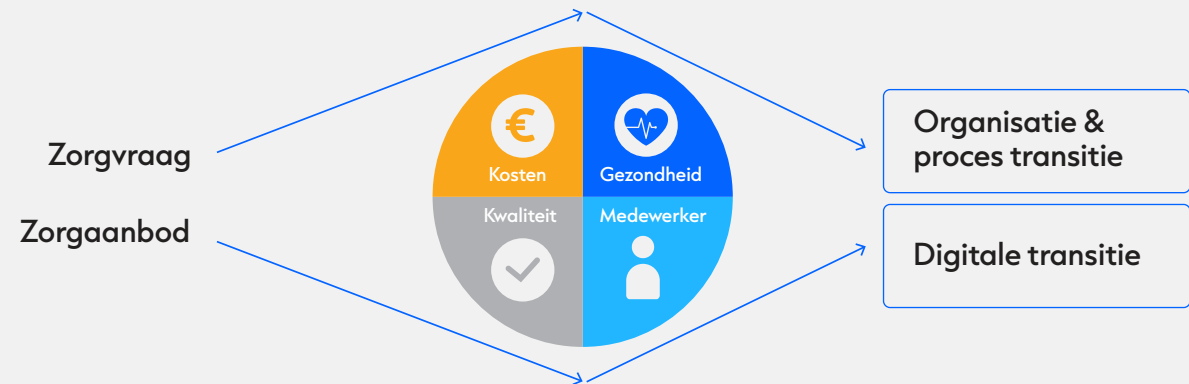 Zorgvraag
Zorgaanbod
€
Kosten
Gezondheid
Kwaliteit
Medewerker
Organisatie &
proces transitie
Digitale transitie